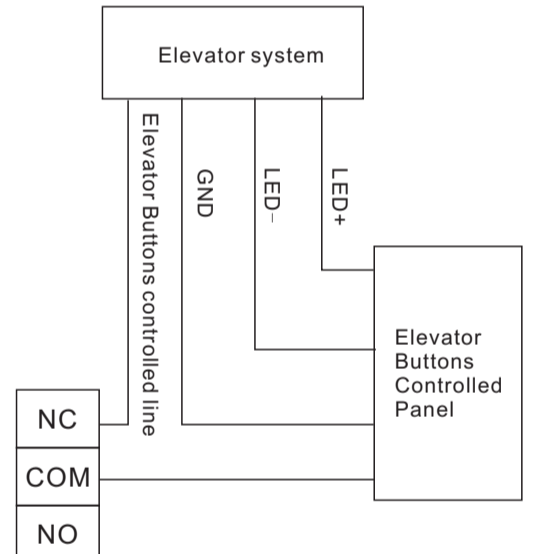 Elevator system
Elevator Buttons controlled line
GND
LED−
LED+
Elevator
Buttons
Controlled
Panel
NC
COM
NO